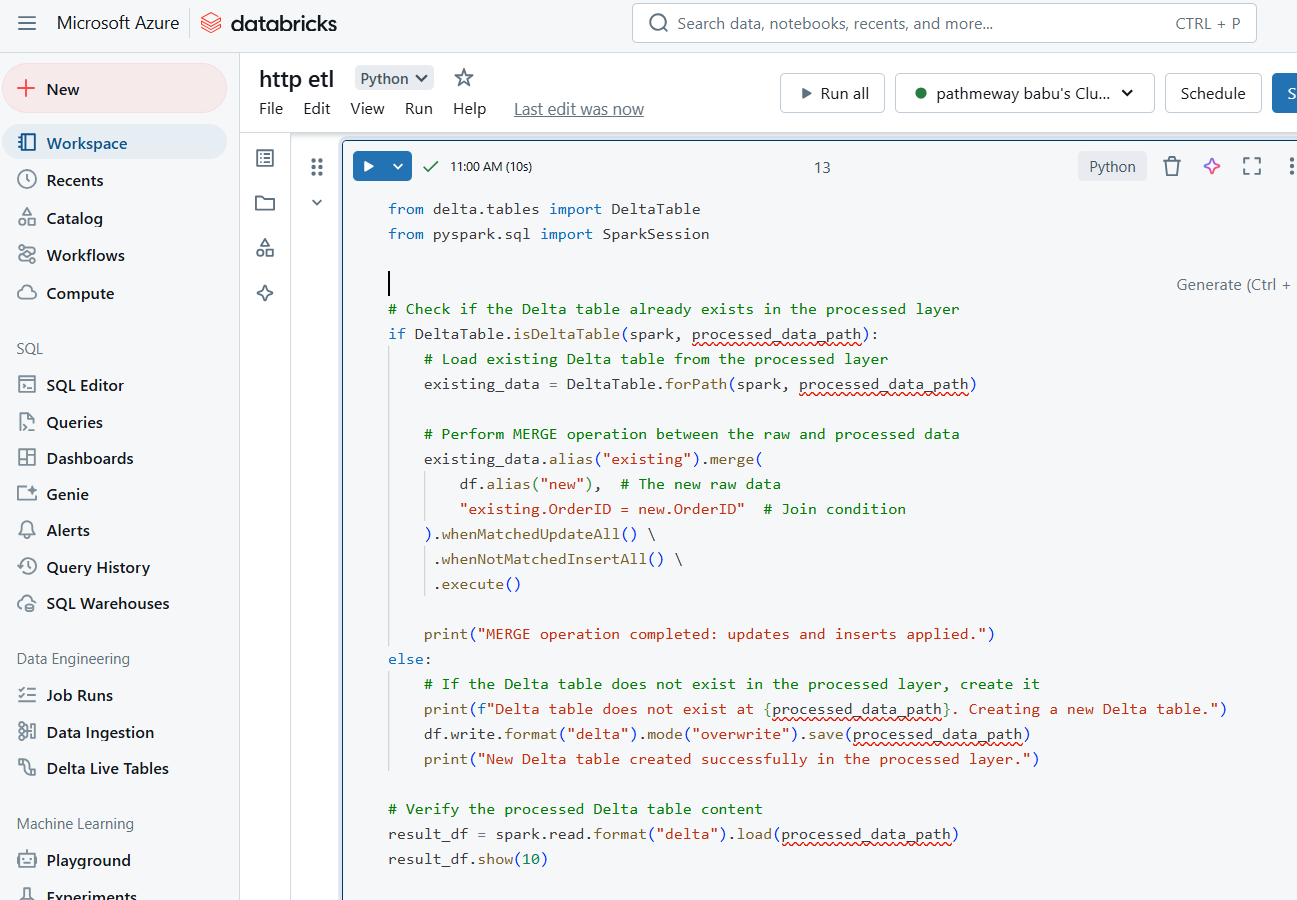 Microsoft Azure databricks Search data, notebooks, recents, and more... CTRL + P
New
Workspace
Recents
Catalog
Workflows
Compute
SQL
SQL Editor
Queries
Dashboards
Genie
Alerts
Query History
SQL Warehouses
Data Engineering
Job Runs
Data Ingestion
Delta Live Tables
Machine Learning
Playground
Experiments
http etl Python
File Edit View Run Help Last edit was now
Run all pathmeway babu's Clu... Schedule S
11:00 AM (10s) 13 Python
from delta.tables import DeltaTable
from pyspark.sql import SparkSession
Generate (Ctrl +
# Check if the Delta table already exists in the processed layer
if DeltaTable.isDeltaTable(spark, processed_data_path):
    # Load existing Delta table from the processed layer
    existing_data = DeltaTable.forPath(spark, processed_data_path)
    # Perform MERGE operation between the raw and processed data
    existing_data.alias("existing").merge(
        df.alias("new"),  # The new raw data
        "existing.OrderID = new.OrderID"  # Join condition
    ).whenMatchedUpdateAll() \
     .whenNotMatchedInsertAll() \
     .execute()
    print("MERGE operation completed: updates and inserts applied.")
else:
    # If the Delta table does not exist in the processed layer, create it
    print(f"Delta table does not exist at {processed_data_path}. Creating a new Delta table.")
    df.write.format("delta").mode("overwrite").save(processed_data_path)
    print("New Delta table created successfully in the processed layer.")
# Verify the processed Delta table content
result_df = spark.read.format("delta").load(processed_data_path)
result_df.show(10)